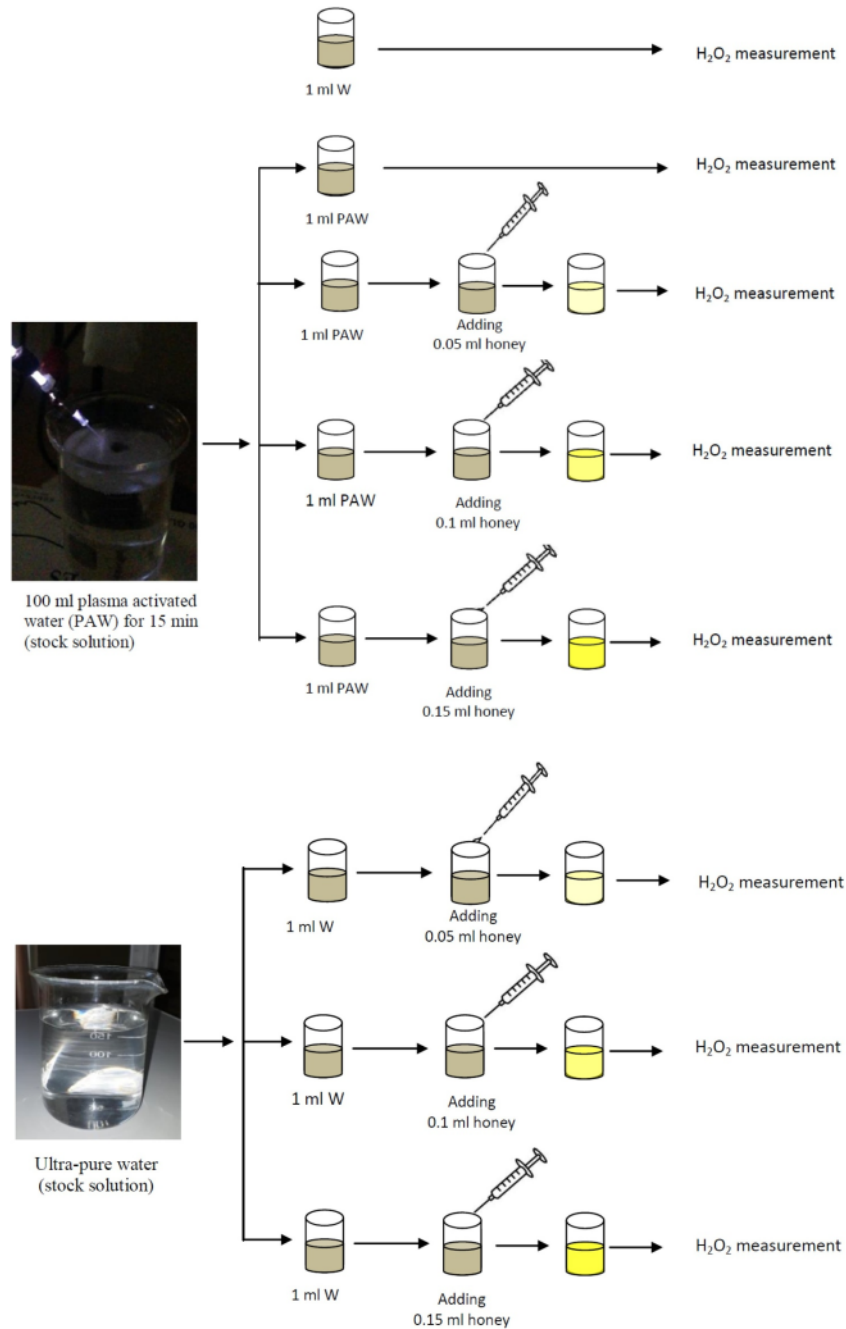 H₂O₂ measurement
1 ml W
H₂O₂ measurement
1 ml PAW
H₂O₂ measurement
1 ml PAW
Adding
0.05 ml honey
H₂O₂ measurement
1 ml PAW
Adding
0.1 ml honey
100 ml plasma activated
water (PAW) for 15 min
(stock solution)
H₂O₂ measurement
1 ml PAW
Adding
0.15 ml honey
H₂O₂ measurement
1 ml W
Adding
0.05 ml honey
150
100
H₂O₂ measurement
1 ml W
Adding
0.1 ml honey
Ultra-pure water
(stock solution)
H₂O₂ measurement
1 ml W
Adding
0.15 ml honey